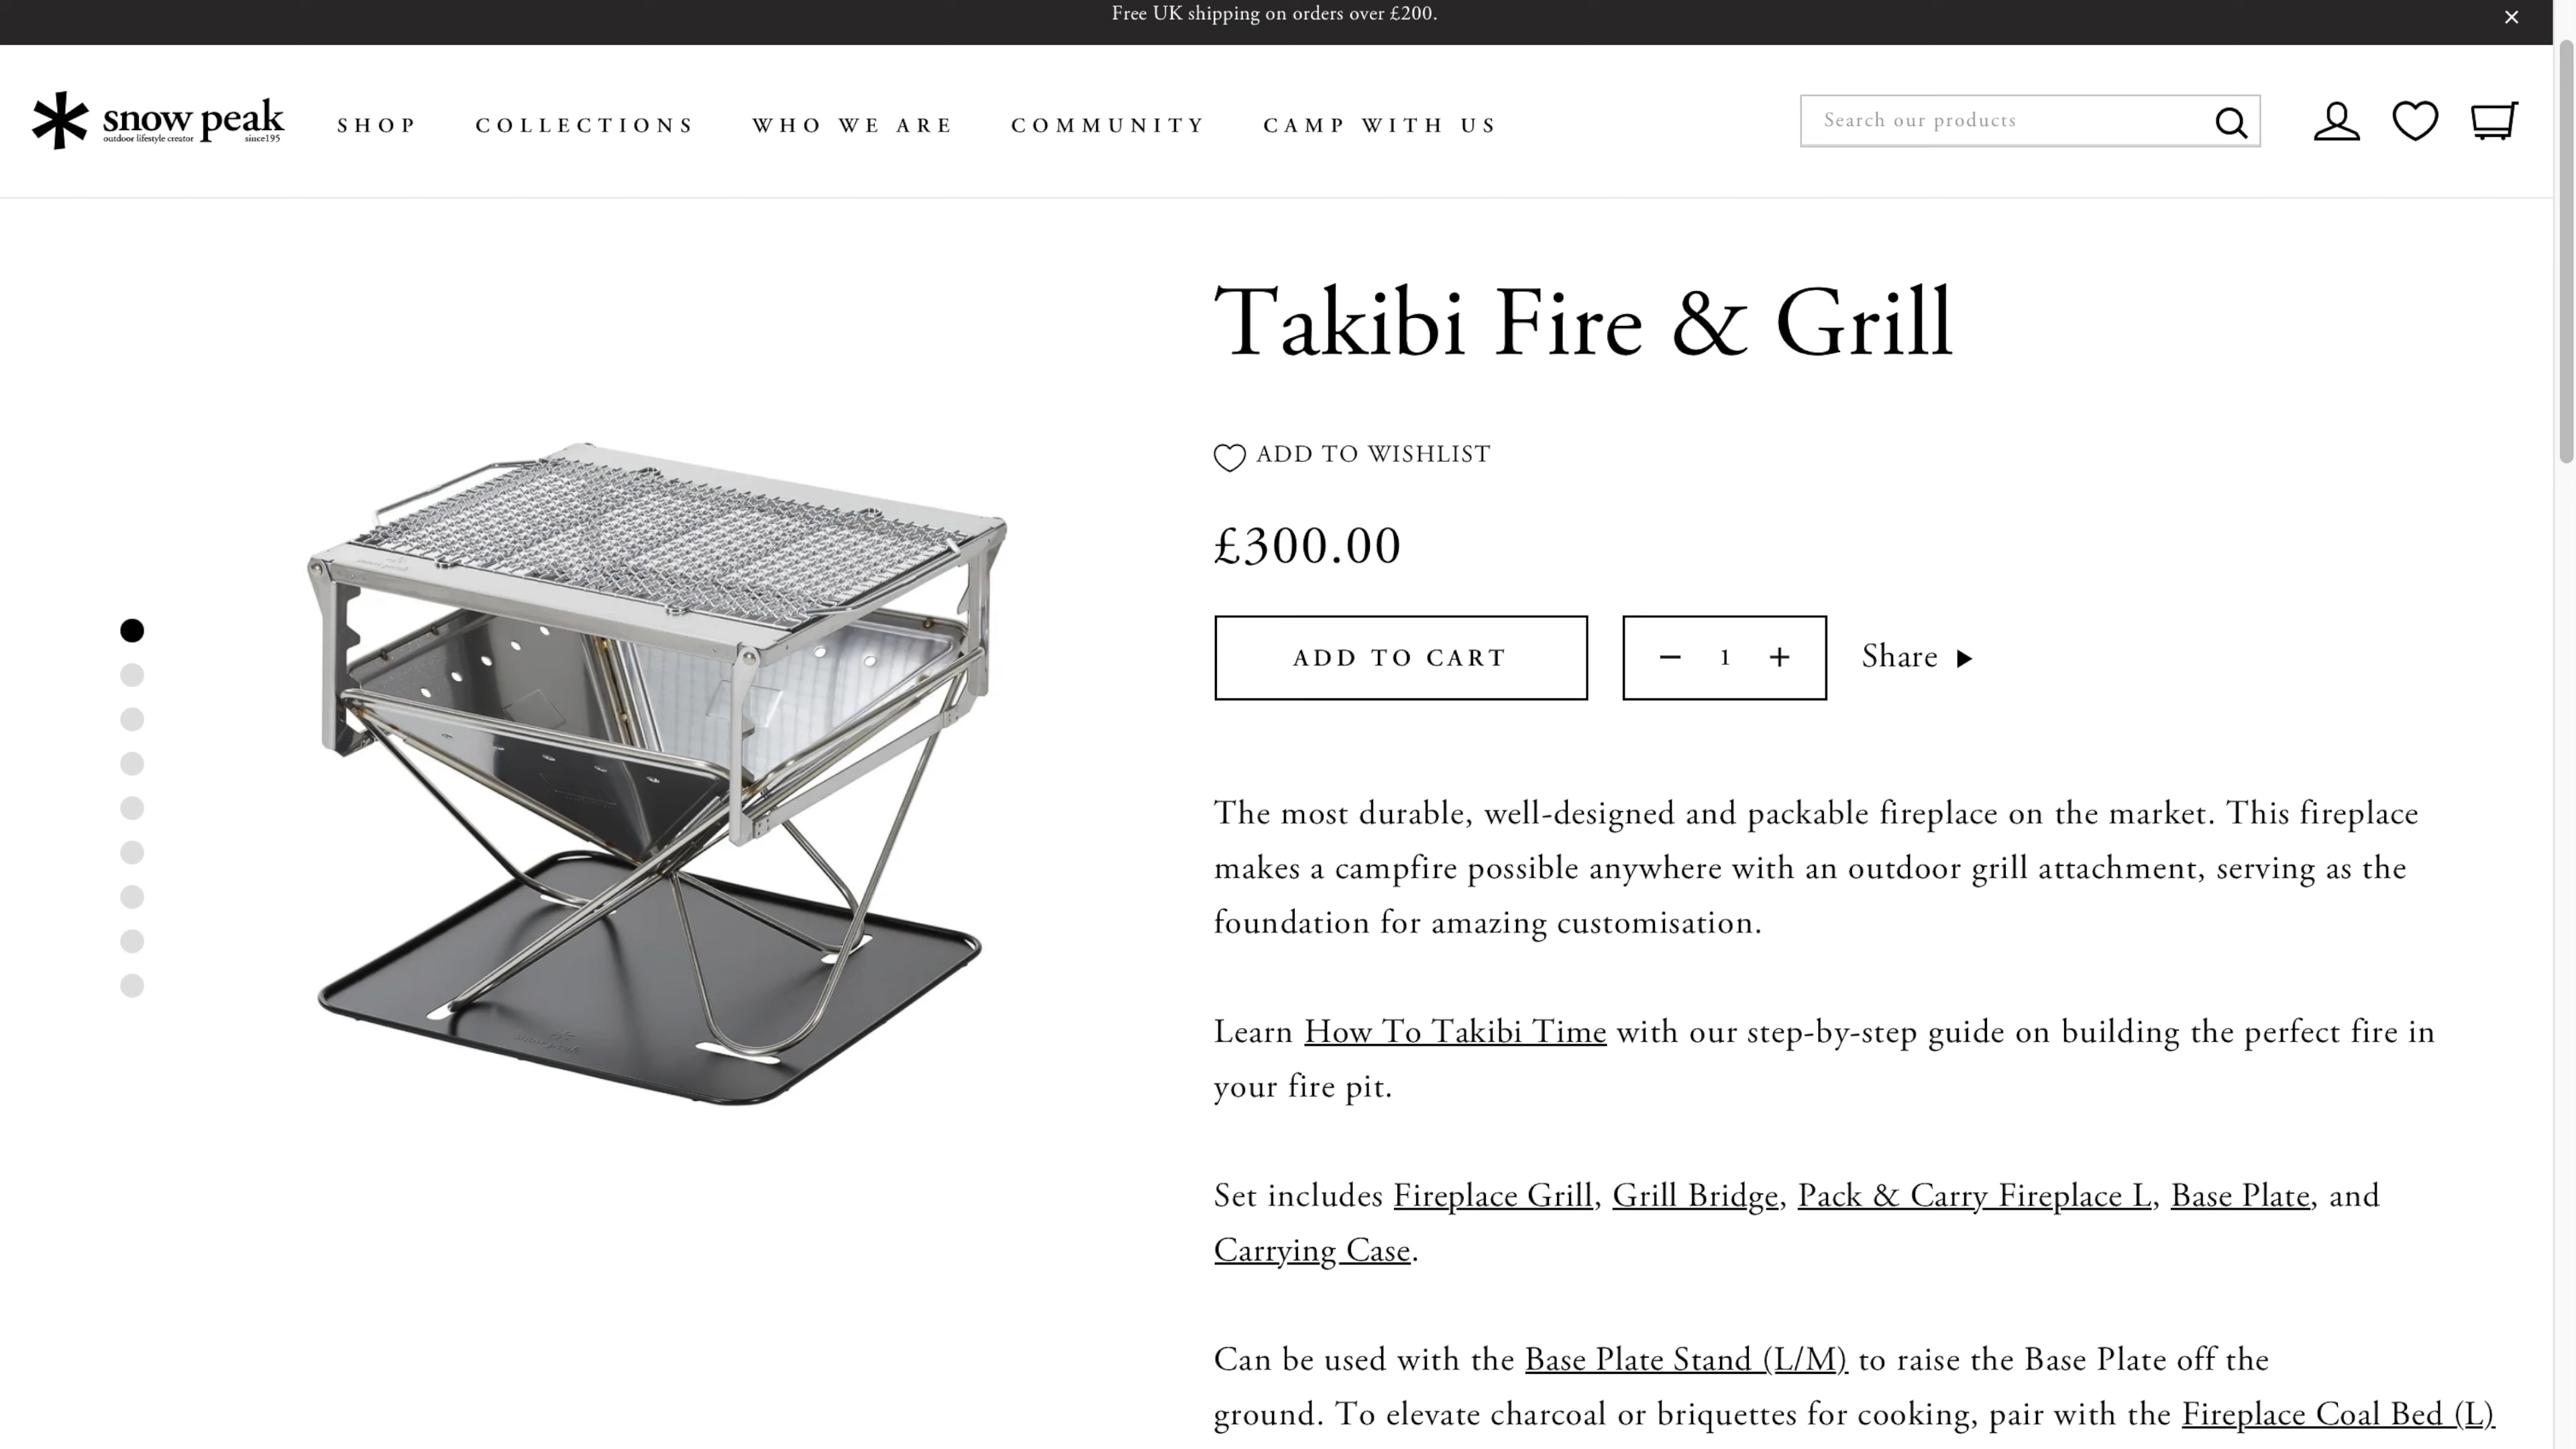 Free UK shipping on orders over £200.
snow peak
outdoor lifestyle creator since195
SHOP COLLECTIONS WHO WE ARE COMMUNITY CAMP WITH US
Search our products
Takibi Fire & Grill
ADD TO WISHLIST
£300.00
ADD TO CART
1
Share
The most durable, well-designed and packable fireplace on the market. This fireplace
makes a campfire possible anywhere with an outdoor grill attachment, serving as the
foundation for amazing customisation.
Learn How To Takibi Time with our step-by-step guide on building the perfect fire in
your fire pit.
Set includes Fireplace Grill, Grill Bridge, Pack & Carry Fireplace L, Base Plate, and
Carrying Case.
Can be used with the Base Plate Stand (L/M) to raise the Base Plate off the
ground. To elevate charcoal or briquettes for cooking, pair with the Fireplace Coal Bed (L)